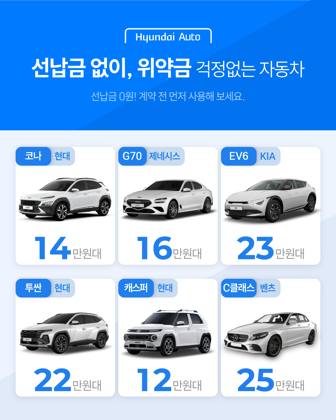 Hyundai Auto
선납금 없이, 위약금 걱정없는 자동차
선납금 0원! 계약 전 먼저 사용해 보세요.
코나 현대
G70 제네시스
EV6 KIA
14만원대
16만원대
23만원대
투싼 현대
캐스퍼 현대
C클래스 벤츠
22만원대
12만원대
25만원대